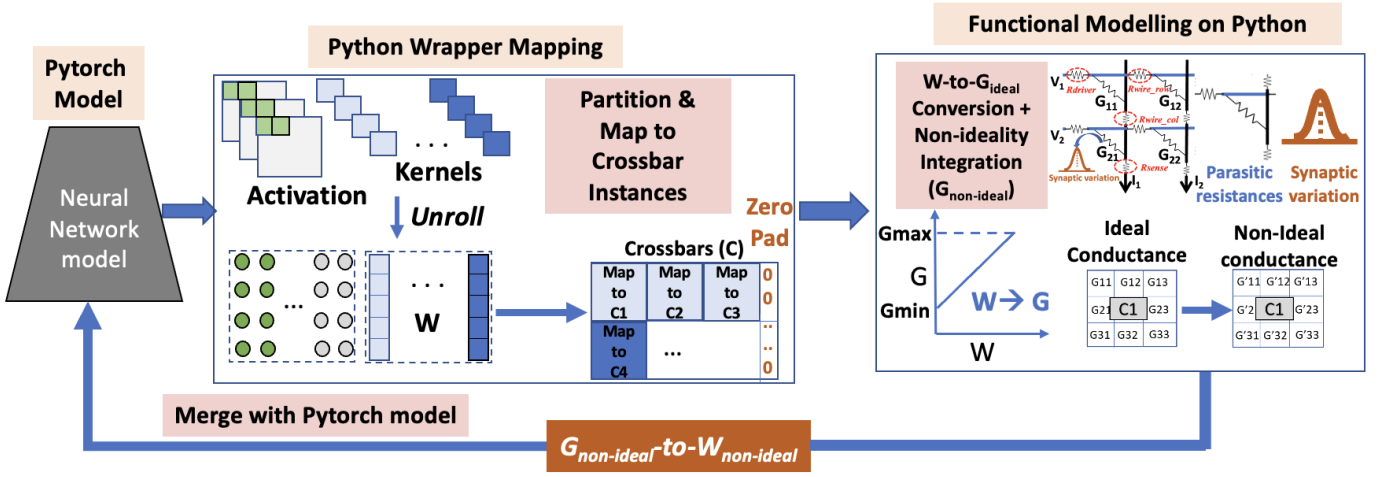 Pytorch
Model
Neural
Network
model
Python Wrapper Mapping
Activation
Kernels
Unroll
. . .
...
. . .
W
Partition &
Map to
Crossbar
Instances
Zero
Pad
Crossbars (C)
Map
to
C1
Map
to
C2
Map
to
C3
0
0
..
..
0
Map
to
C4
...
Functional Modelling on Python
W-to-Gideal
Conversion +
Non-ideality
Integration
(Gnon-ideal)
V1
Rdriver
G11
Rwire_row
G12
Rwire_col
V2
G21
G22
Synaptic variation
Rsense
I1
I2
Parasitic
resistances
Synaptic
variation
Gmax
G
Gmin
W→ G
W
Ideal
Conductance
G11 G12 G13
G21 C1 G23
G31 G32 G33
Non-Ideal
conductance
G’11 G’12 G’13
G’2 C1 G’23
G’31 G’32 G’33
Merge with Pytorch model
Gnon-ideal-to-Wnon-ideal